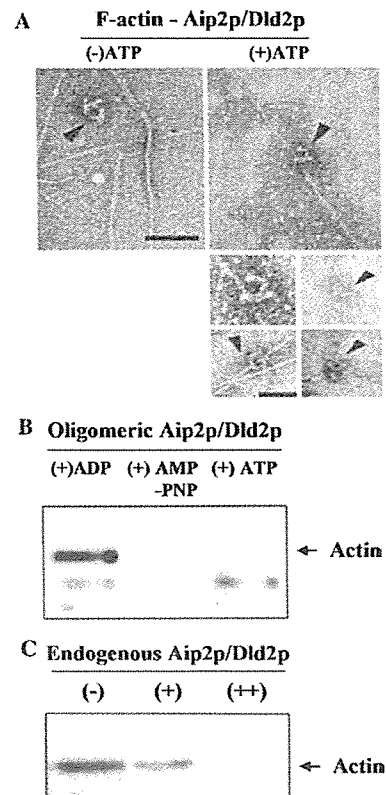 A
F-actin - Aip2p/Dld2p
(-)ATP (+)ATP
B Oligomeric Aip2p/Dld2p
(+)ADP (+) AMP -PNP (+) ATP
← Actin
C Endogenous Aip2p/Dld2p
(-) (+) (++)
← Actin